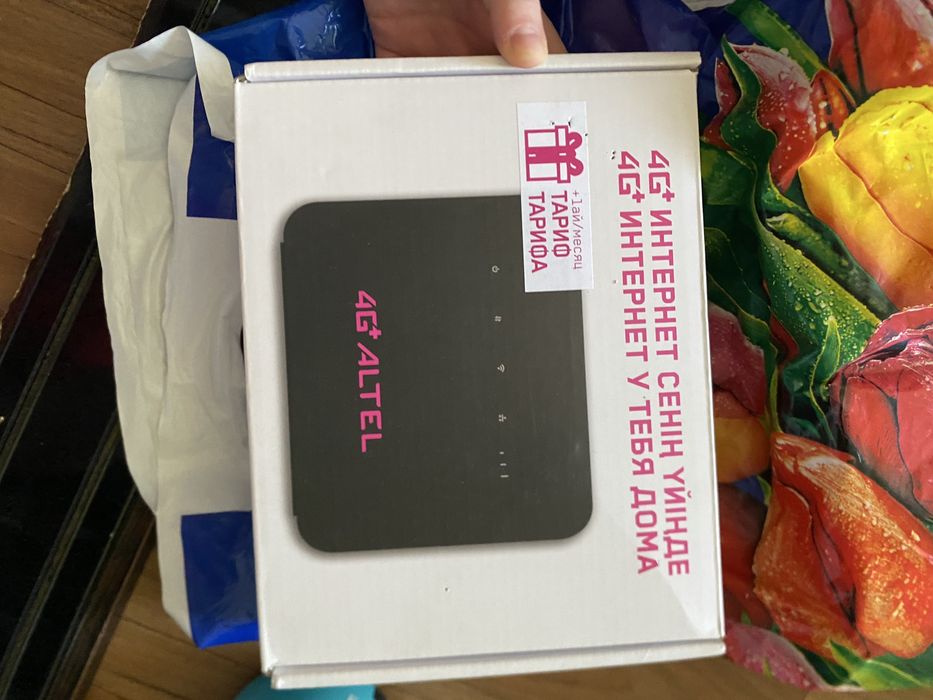 4G+ ИНТЕРНЕТ СЕНІҢ ҮЙІҢДЕ
4G+ ИНТЕРНЕТ У ТЕБЯ ДОМА
+1ай/месяц
ТАРИФ
ТАРИФА
4G+ ALTEL